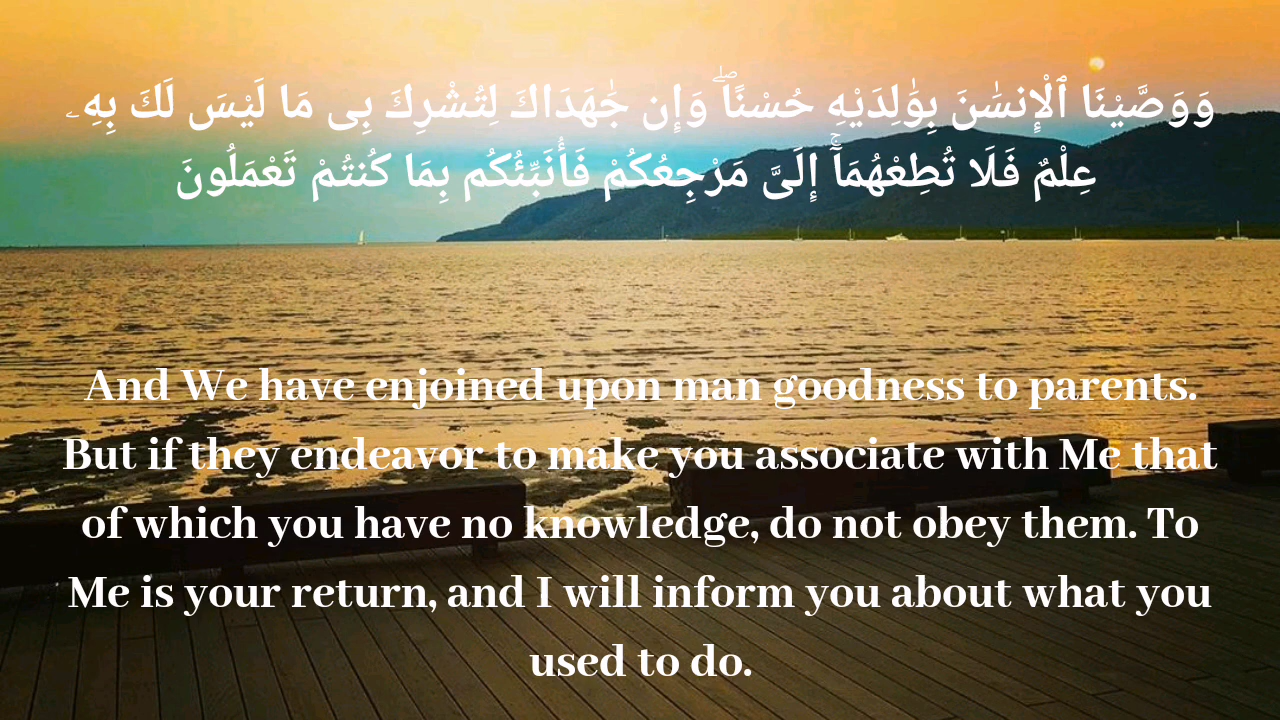 وَوَصَّيْنَا ٱلْإِنسَٰنَ بِوَٰلِدَيْهِ حُسْنًاۖ وَإِن جَٰهَدَاكَ لِتُشْرِكَ بِى مَا لَيْسَ لَكَ بِهِۦ
عِلْمٌ فَلَا تُطِعْهُمَآۚ إِلَىَّ مَرْجِعُكُمْ فَأُنَبِّئُكُم بِمَا كُنتُمْ تَعْمَلُونَ
And We have enjoined upon man goodness to parents.
But if they endeavor to make you associate with Me that
of which you have no knowledge, do not obey them. To
Me is your return, and I will inform you about what you
used to do.